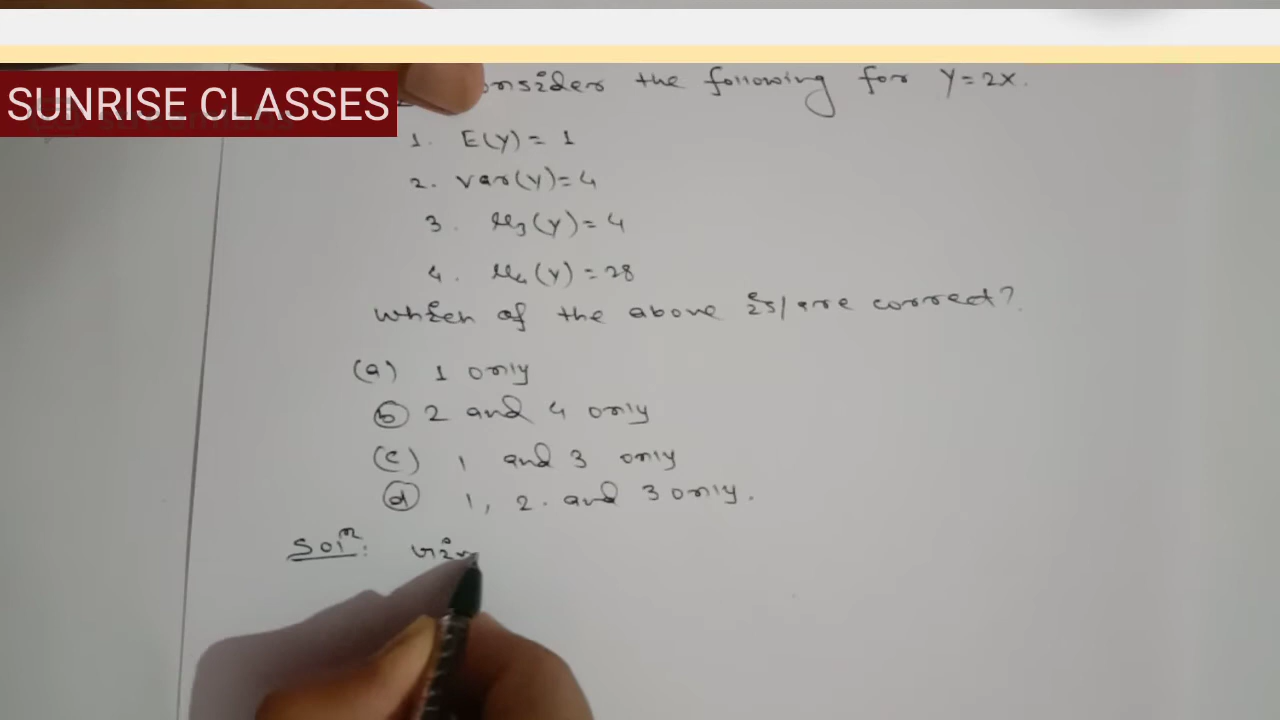 onsider the following for Y=2X.
SUNRISE CLASSES
1. E(Y) = 1
2. Var(Y)=4
3. μ₃(Y)=4
4. μ₄(Y)=28
Which of the above is/are correct?
(a) 1 only
(b) 2 and 4 only
(c) 1 and 3 only
(d) 1, 2. and 3 only.
Solⁿ: